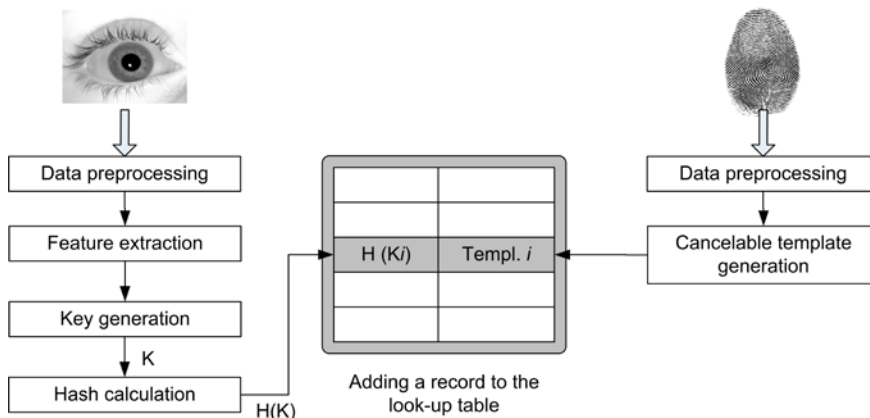 Data preprocessing
Feature extraction
Key generation
K
Hash calculation
H(K)
H (Ki)
Templ. i
Adding a record to the
look-up table
Data preprocessing
Cancelable template
generation